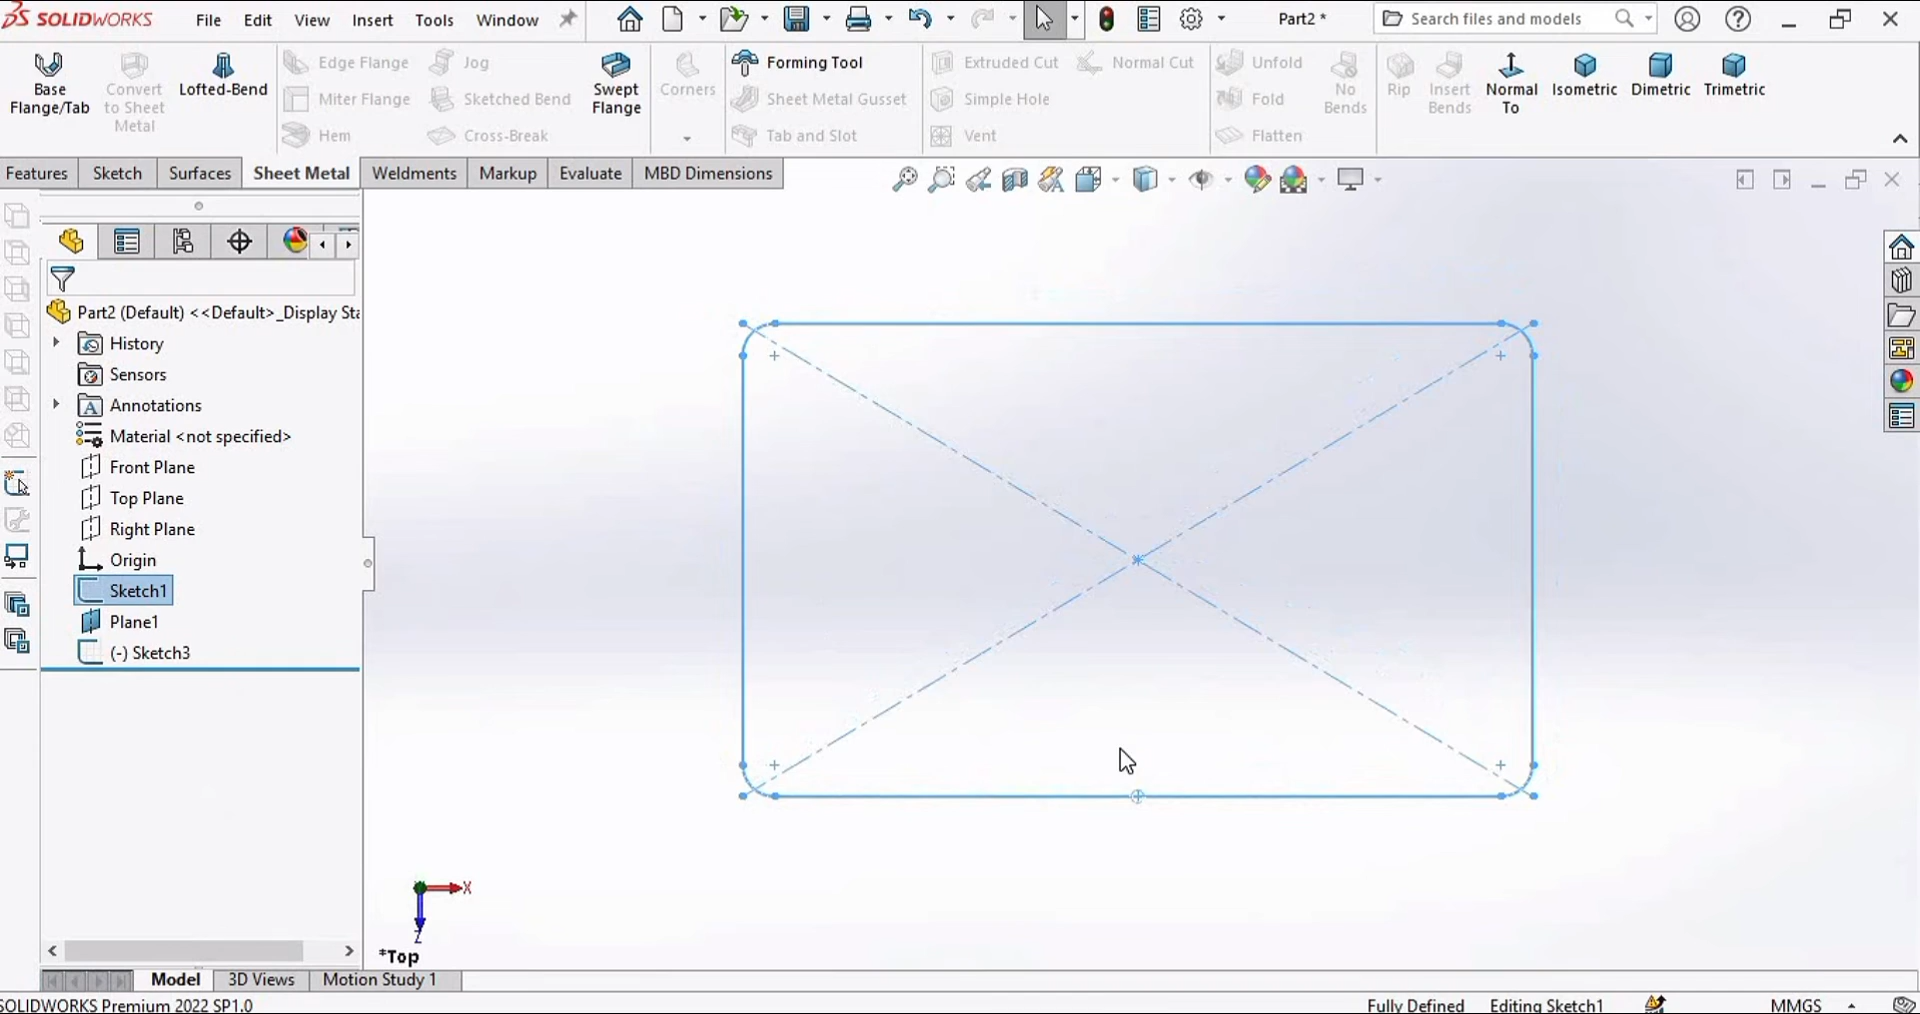 SOLIDWORKS File Edit View Insert Tools Window Part2 * Search files and models
Base Flange/Tab
Convert to Sheet Metal
Lofted-Bend
Edge Flange
Miter Flange
Hem
Jog
Sketched Bend
Cross-Break
Swept Flange
Corners
Forming Tool
Sheet Metal Gusset
Tab and Slot
Extruded Cut
Simple Hole
Vent
Normal Cut
Unfold
Fold
Flatten
No Bends
Rip
Insert Bends
Normal To
Isometric
Dimetric
Trimetric
Features Sketch Surfaces Sheet Metal Weldments Markup Evaluate MBD Dimensions
Part2 (Default) <<Default>_Display Sta
History
Sensors
Annotations
Material <not specified>
Front Plane
Top Plane
Right Plane
Origin
Sketch1
Plane1
(-) Sketch3
X
Z
*Top
Model 3D Views Motion Study 1
SOLIDWORKS Premium 2022 SP1.0 Fully Defined Editing Sketch1 MMGS